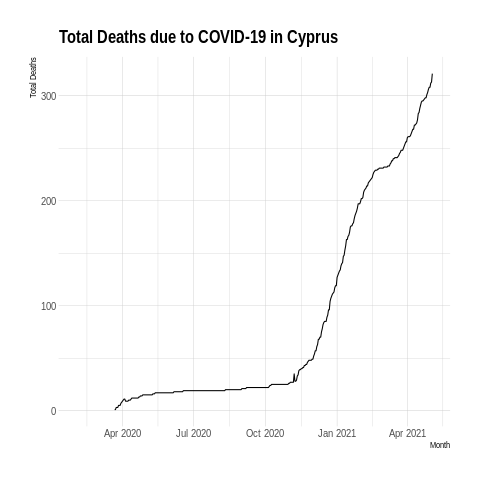 Total Deaths due to COVID-19 in Cyprus
Total Deaths
300
200
100
0
Apr 2020 Jul 2020 Oct 2020 Jan 2021 Apr 2021
Month